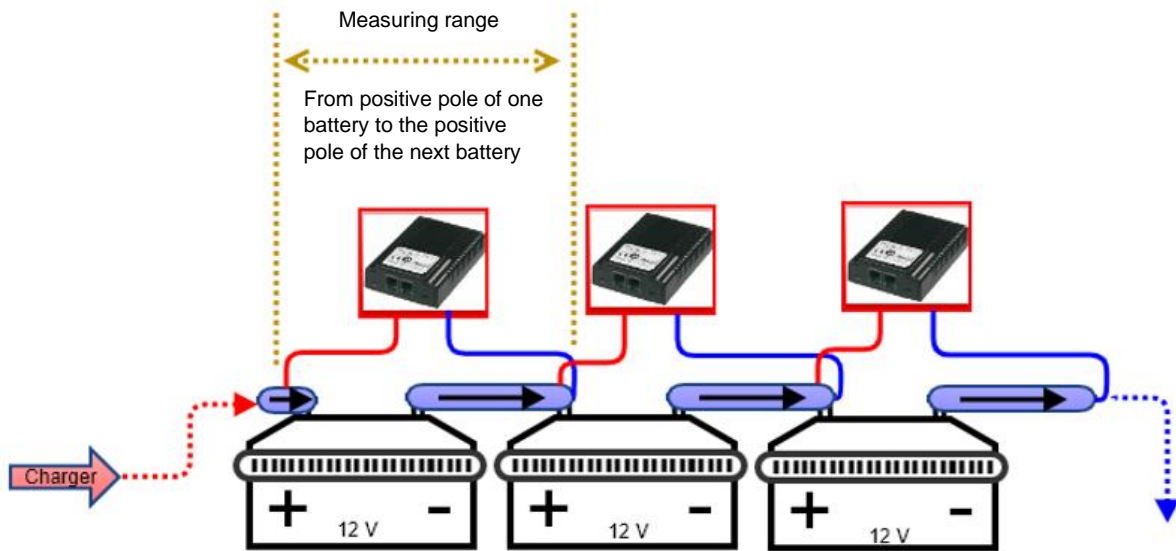 Measuring range
From positive pole of one
battery to the positive
pole of the next battery
Charger
+ - 12 V
+ - 12 V
+ - 12 V